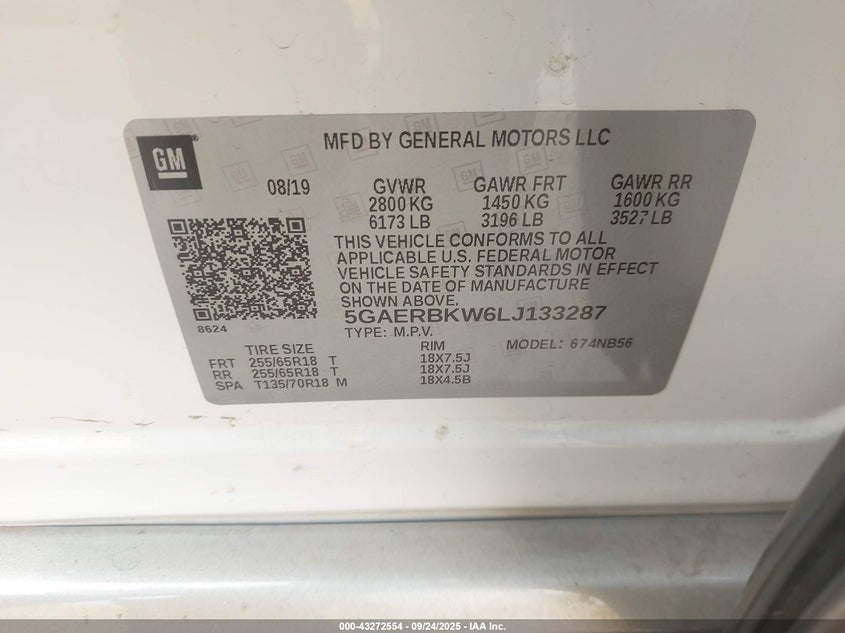 GM
MFD BY GENERAL MOTORS LLC
08/19 GVWR GAWR FRT GAWR RR
2800 KG 1450 KG 1600 KG
6173 LB 3196 LB 3527 LB
THIS VEHICLE CONFORMS TO ALL
APPLICABLE U.S. FEDERAL MOTOR
VEHICLE SAFETY STANDARDS IN EFFECT
ON THE DATE OF MANUFACTURE
SHOWN ABOVE.
5GAERBKW6LJ133287
8624
TYPE: M.P.V.
TIRE SIZE RIM MODEL: 674NB56
FRT 255/65R18 T 18X7.5J
RR 255/65R18 T 18X7.5J
SPA T135/70R18 M 18X4.5B
000-43272554 - 09/24/2025 - IAA Inc.